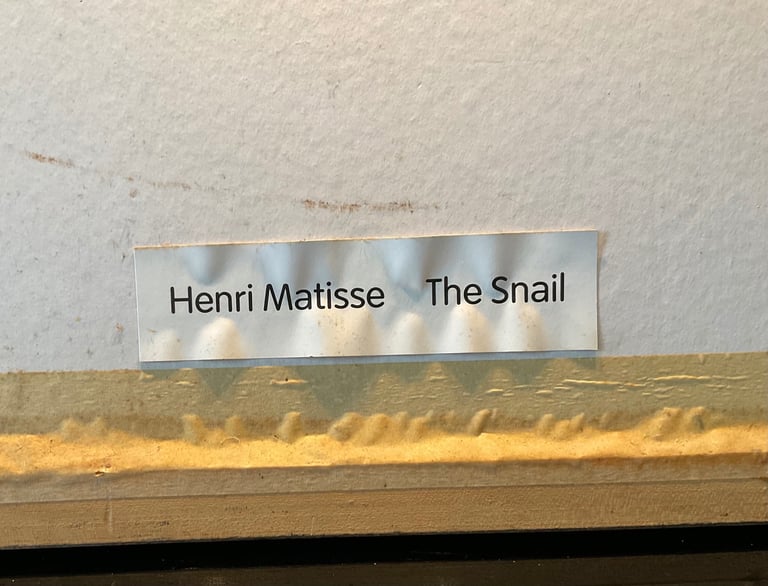 Henri Matisse The Snail